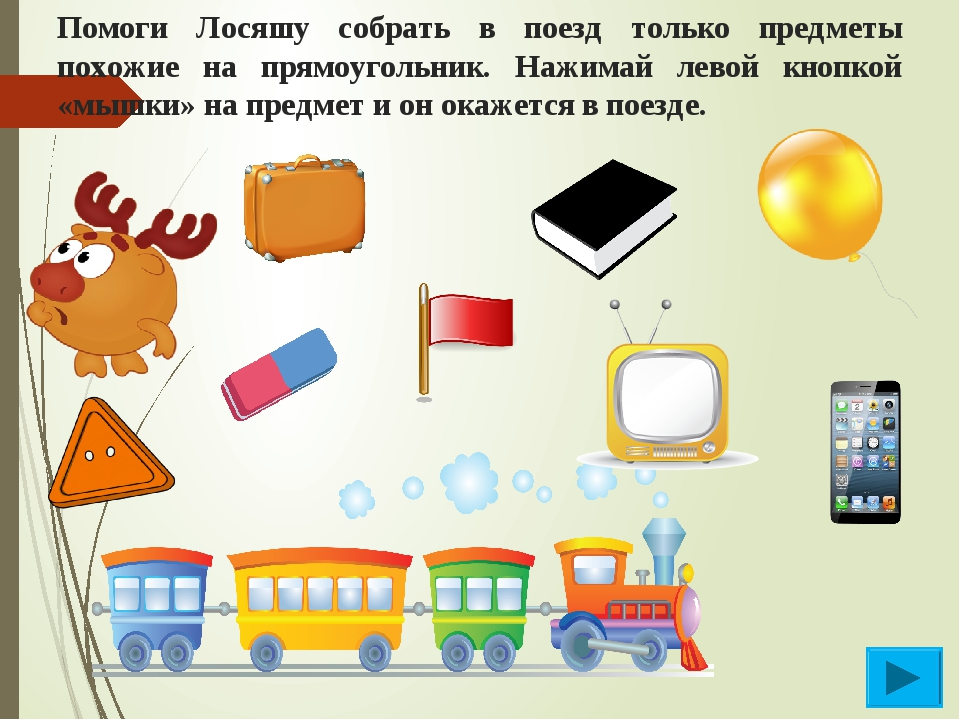 Помоги Лосяшу собрать в поезд только предметы
похожие на прямоугольник. Нажимай левой кнопкой
«мышки» на предмет и он окажется в поезде.